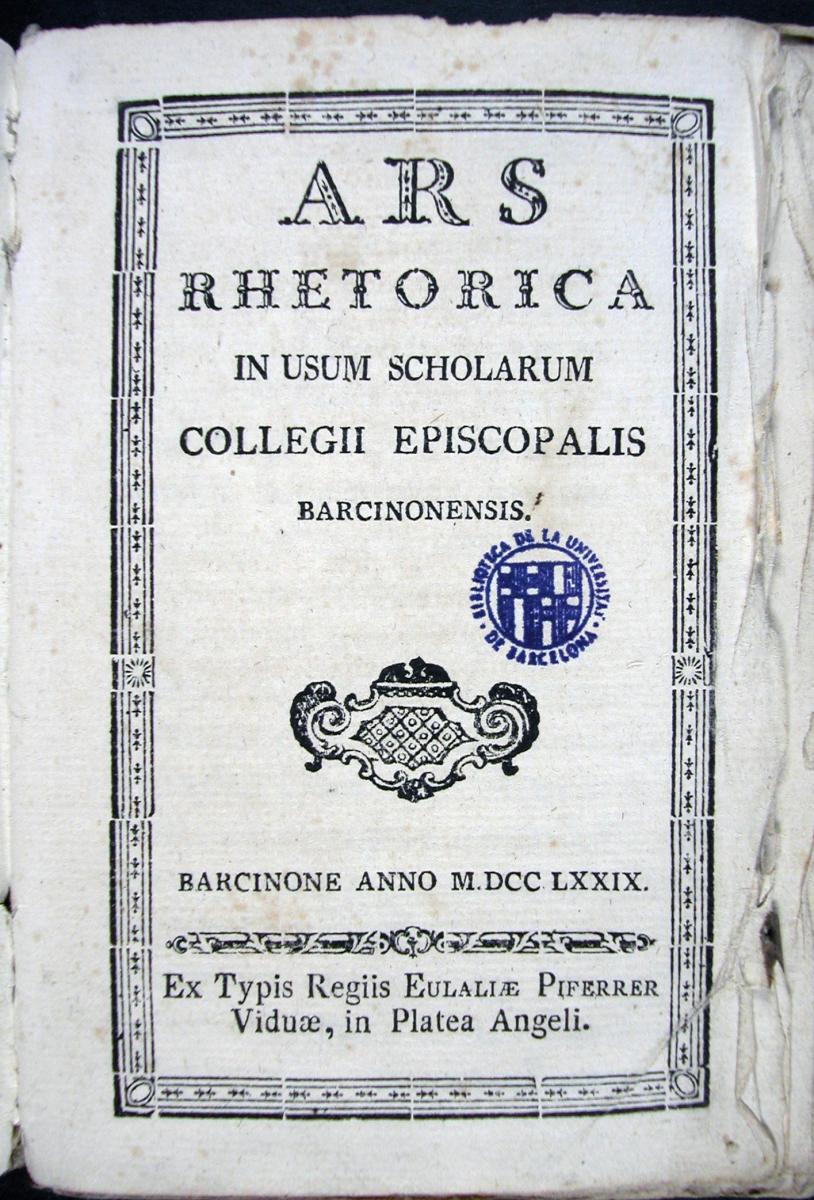 ARS
RHETORICA
IN USUM SCHOLARUM
COLLEGII EPISCOPALIS
BARCINONENSIS.
BIBLIOTECA DE LA UNIVERSITAT
· DE BARCELONA ·
BARCINONE ANNO M.DCC LXXIX.
Ex Typis Regiis EULALIÆ PIFERRER
Viduæ, in Platea Angeli.